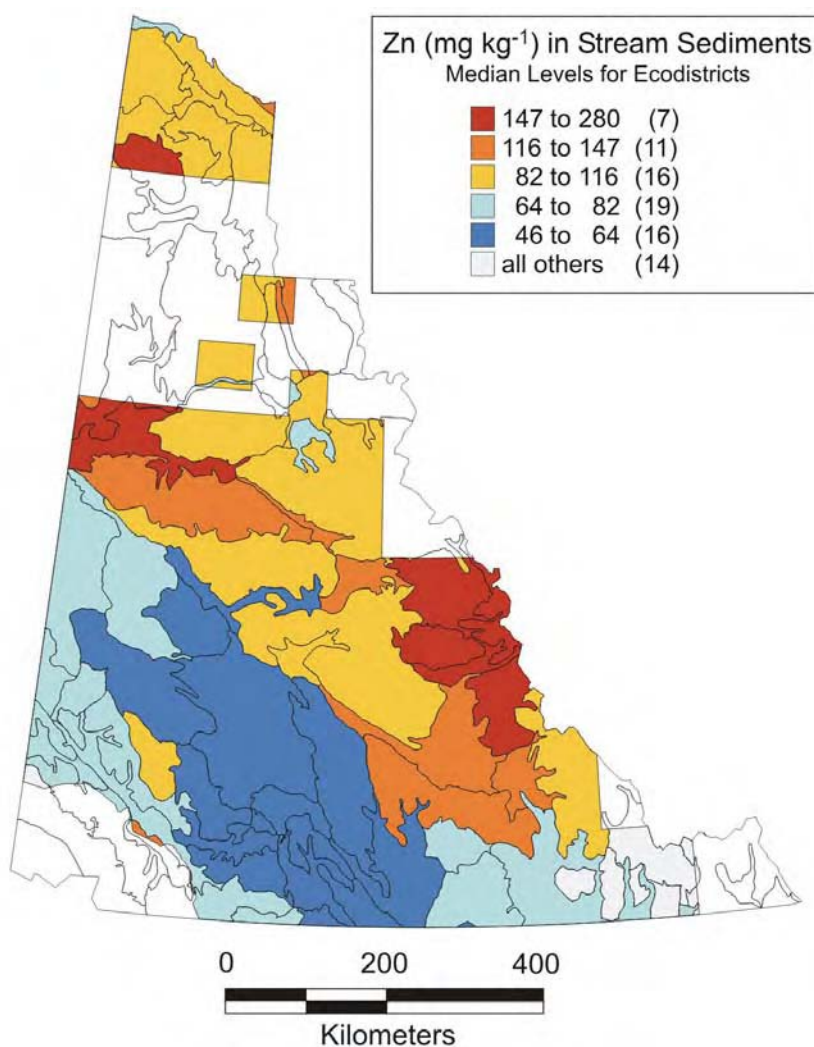 Zn (mg kg⁻¹) in Stream Sediments
Median Levels for Ecodistricts
147 to 280 (7)
116 to 147 (11)
82 to 116 (16)
64 to 82 (19)
46 to 64 (16)
all others (14)
0 200 400
Kilometers